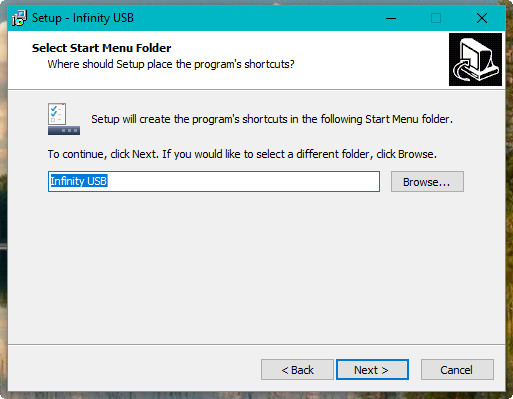 Setup - Infinity USB
Select Start Menu Folder
Where should Setup place the program's shortcuts?
Setup will create the program's shortcuts in the following Start Menu folder.
To continue, click Next. If you would like to select a different folder, click Browse.
Infinity USB
Browse...
< Back
Next >
Cancel